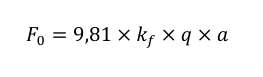 F₀ = 9,81 × k_f × q × a